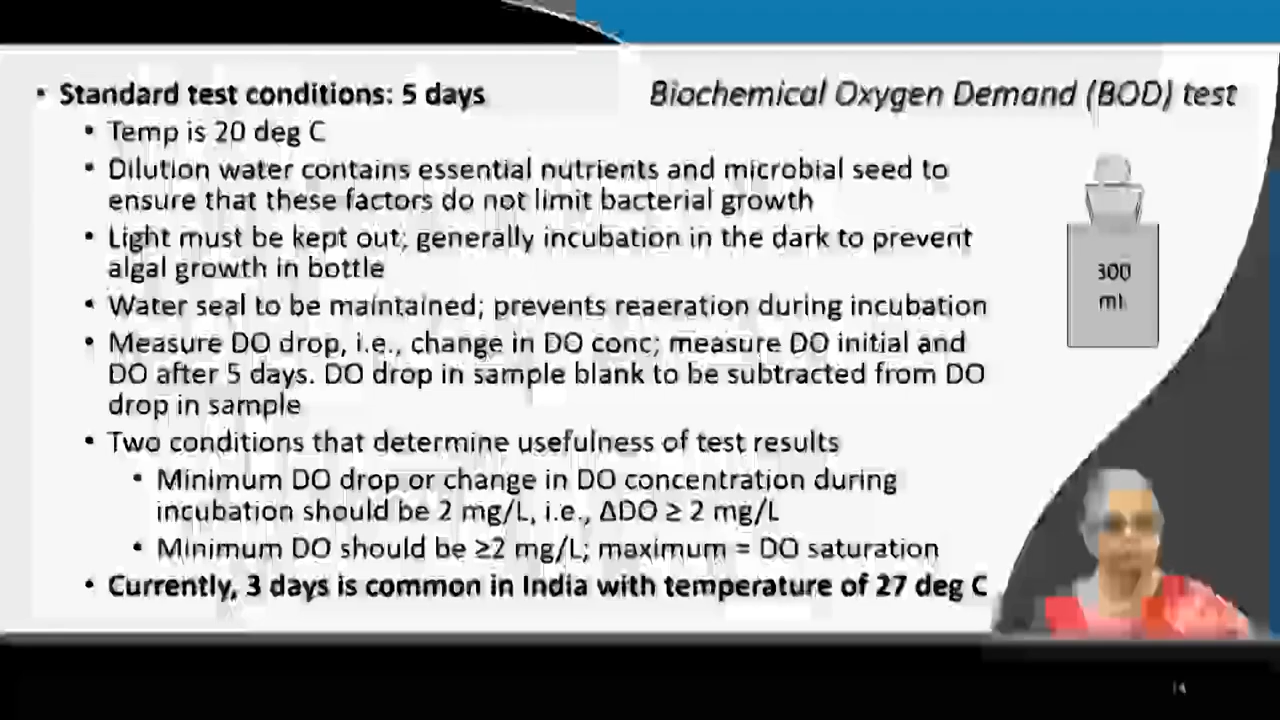 • Standard test conditions: 5 days
Biochemical Oxygen Demand (BOD) test
• Temp is 20 deg C
• Dilution water contains essential nutrients and microbial seed to
ensure that these factors do not limit bacterial growth
• Light must be kept out; generally incubation in the dark to prevent
algal growth in bottle
• Water seal to be maintained; prevents reaeration during incubation
• Measure DO drop, i.e., change in DO conc; measure DO initial and
DO after 5 days. DO drop in sample blank to be subtracted from DO
drop in sample
• Two conditions that determine usefulness of test results
• Minimum DO drop or change in DO concentration during
incubation should be 2 mg/L, i.e., ΔDO ≥ 2 mg/L
• Minimum DO should be ≥2 mg/L; maximum = DO saturation
• Currently, 3 days is common in India with temperature of 27 deg C
300
mL